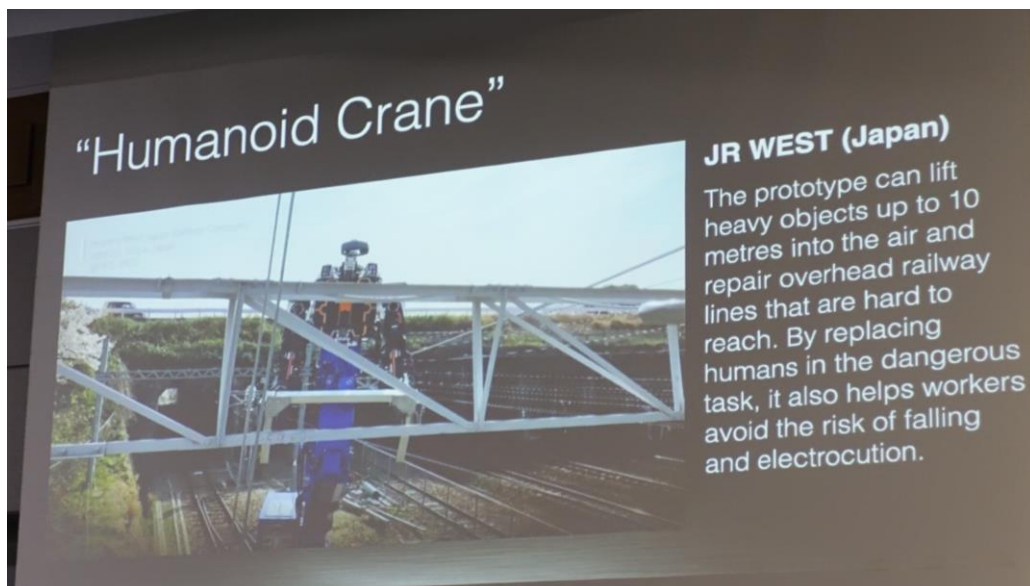 “Humanoid Crane”
JR WEST (Japan)
The prototype can lift
heavy objects up to 10
metres into the air and
repair overhead railway
lines that are hard to
reach. By replacing
humans in the dangerous
task, it also helps workers
avoid the risk of falling
and electrocution.